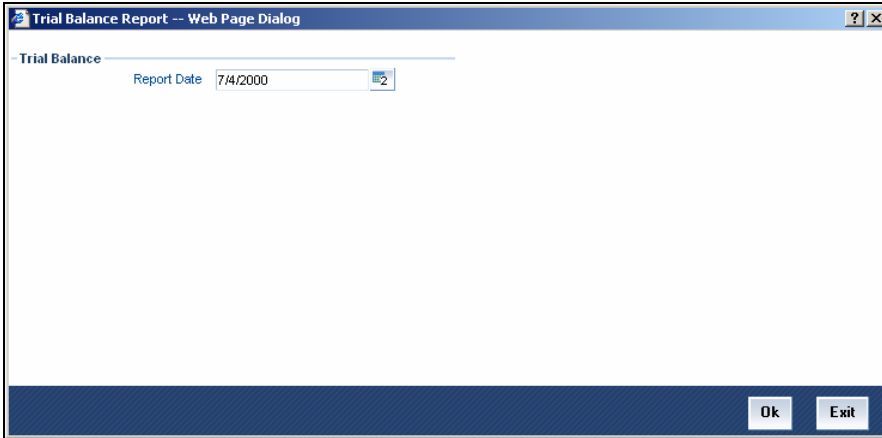 Trial Balance Report -- Web Page Dialog
Trial Balance
Report Date 7/4/2000
Ok Exit